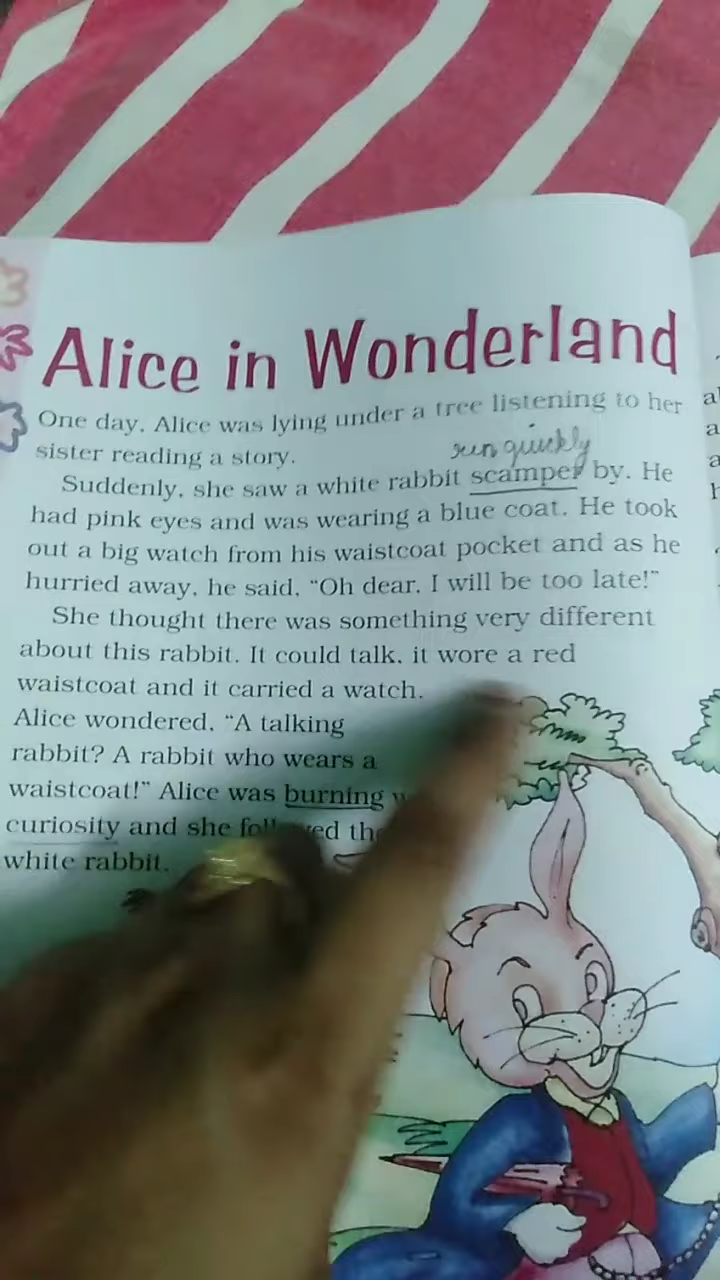 Alice in Wonderland
One day, Alice was lying under a tree listening to her
sister reading a story.
run quickly
Suddenly, she saw a white rabbit scamper by. He
had pink eyes and was wearing a blue coat. He took
out a big watch from his waistcoat pocket and as he
hurried away, he said, "Oh dear, I will be too late!"
She thought there was something very different
about this rabbit. It could talk, it wore a red
waistcoat and it carried a watch.
Alice wondered, "A talking
rabbit? A rabbit who wears a
waistcoat!" Alice was burning
curiosity and she followed the
white rabbit.